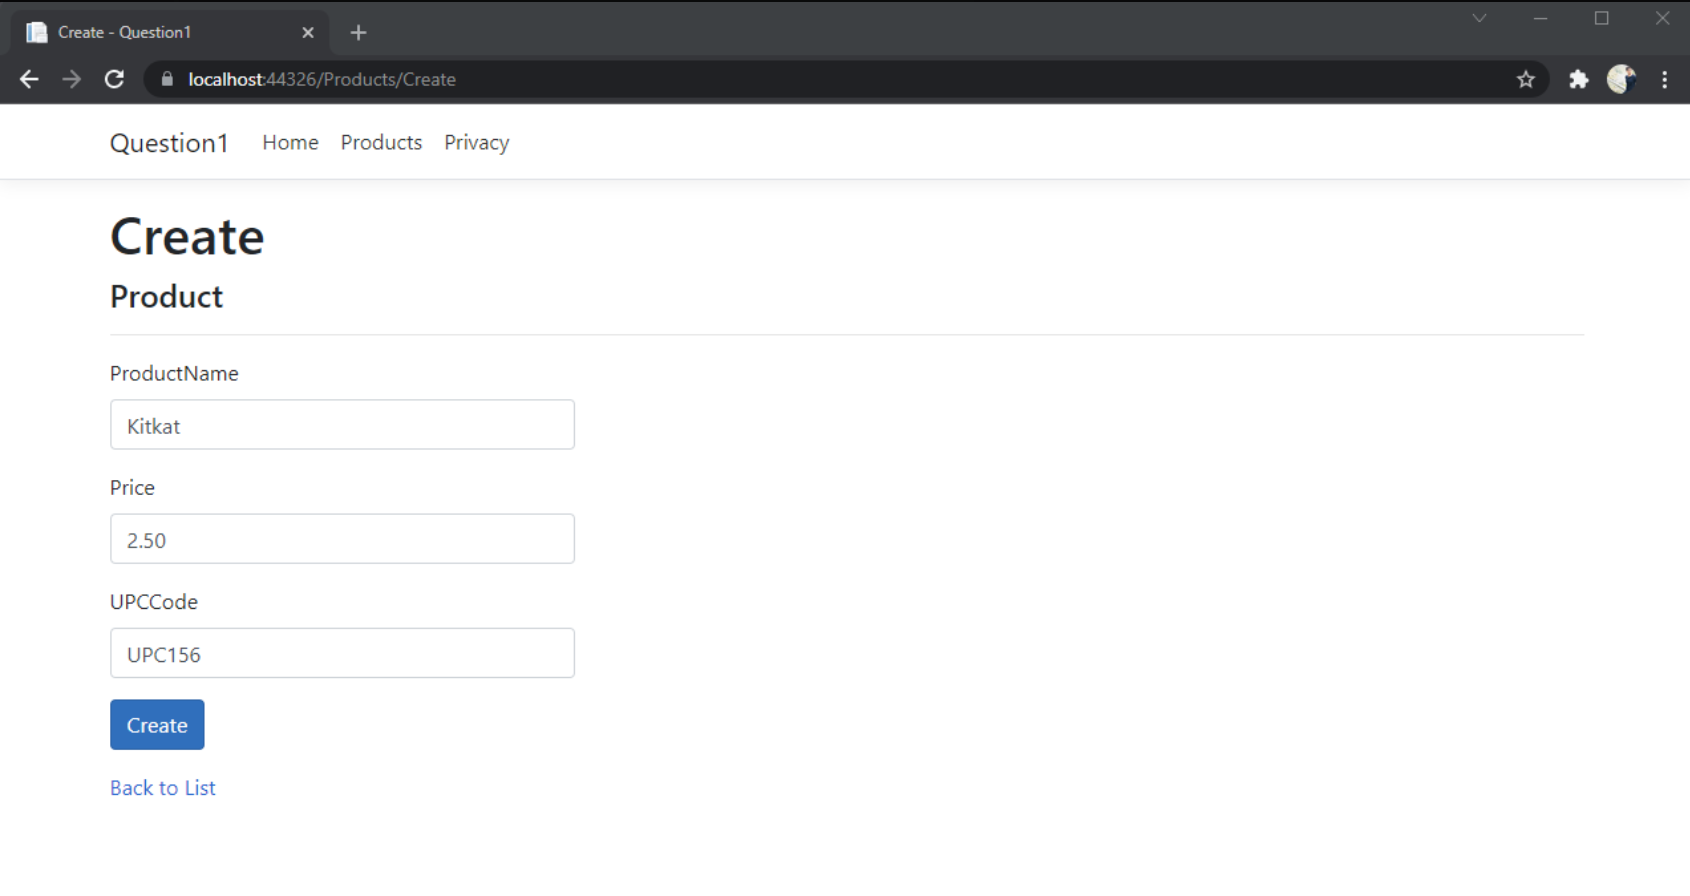 Create - Question1
localhost:44326/Products/Create
Question1 Home Products Privacy
Create
Product
ProductName
Kitkat
Price
2.50
UPCCode
UPC156
Create
Back to List